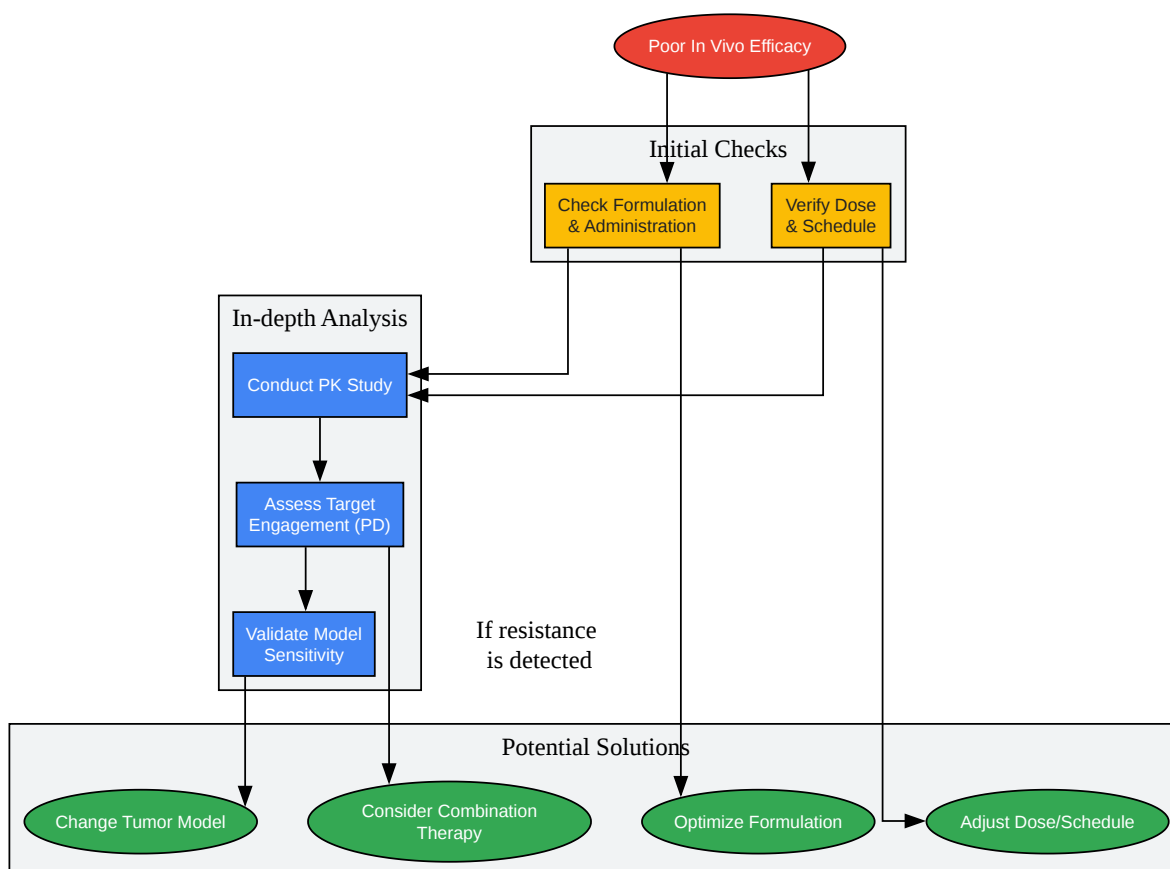 Poor In Vivo Efficacy
Initial Checks
Check Formulation
& Administration
Verify Dose
& Schedule
In-depth Analysis
Conduct PK Study
Assess Target
Engagement (PD)
Validate Model
Sensitivity
If resistance
is detected
Potential Solutions
Change Tumor Model
Consider Combination
Therapy
Optimize Formulation
Adjust Dose/Schedule